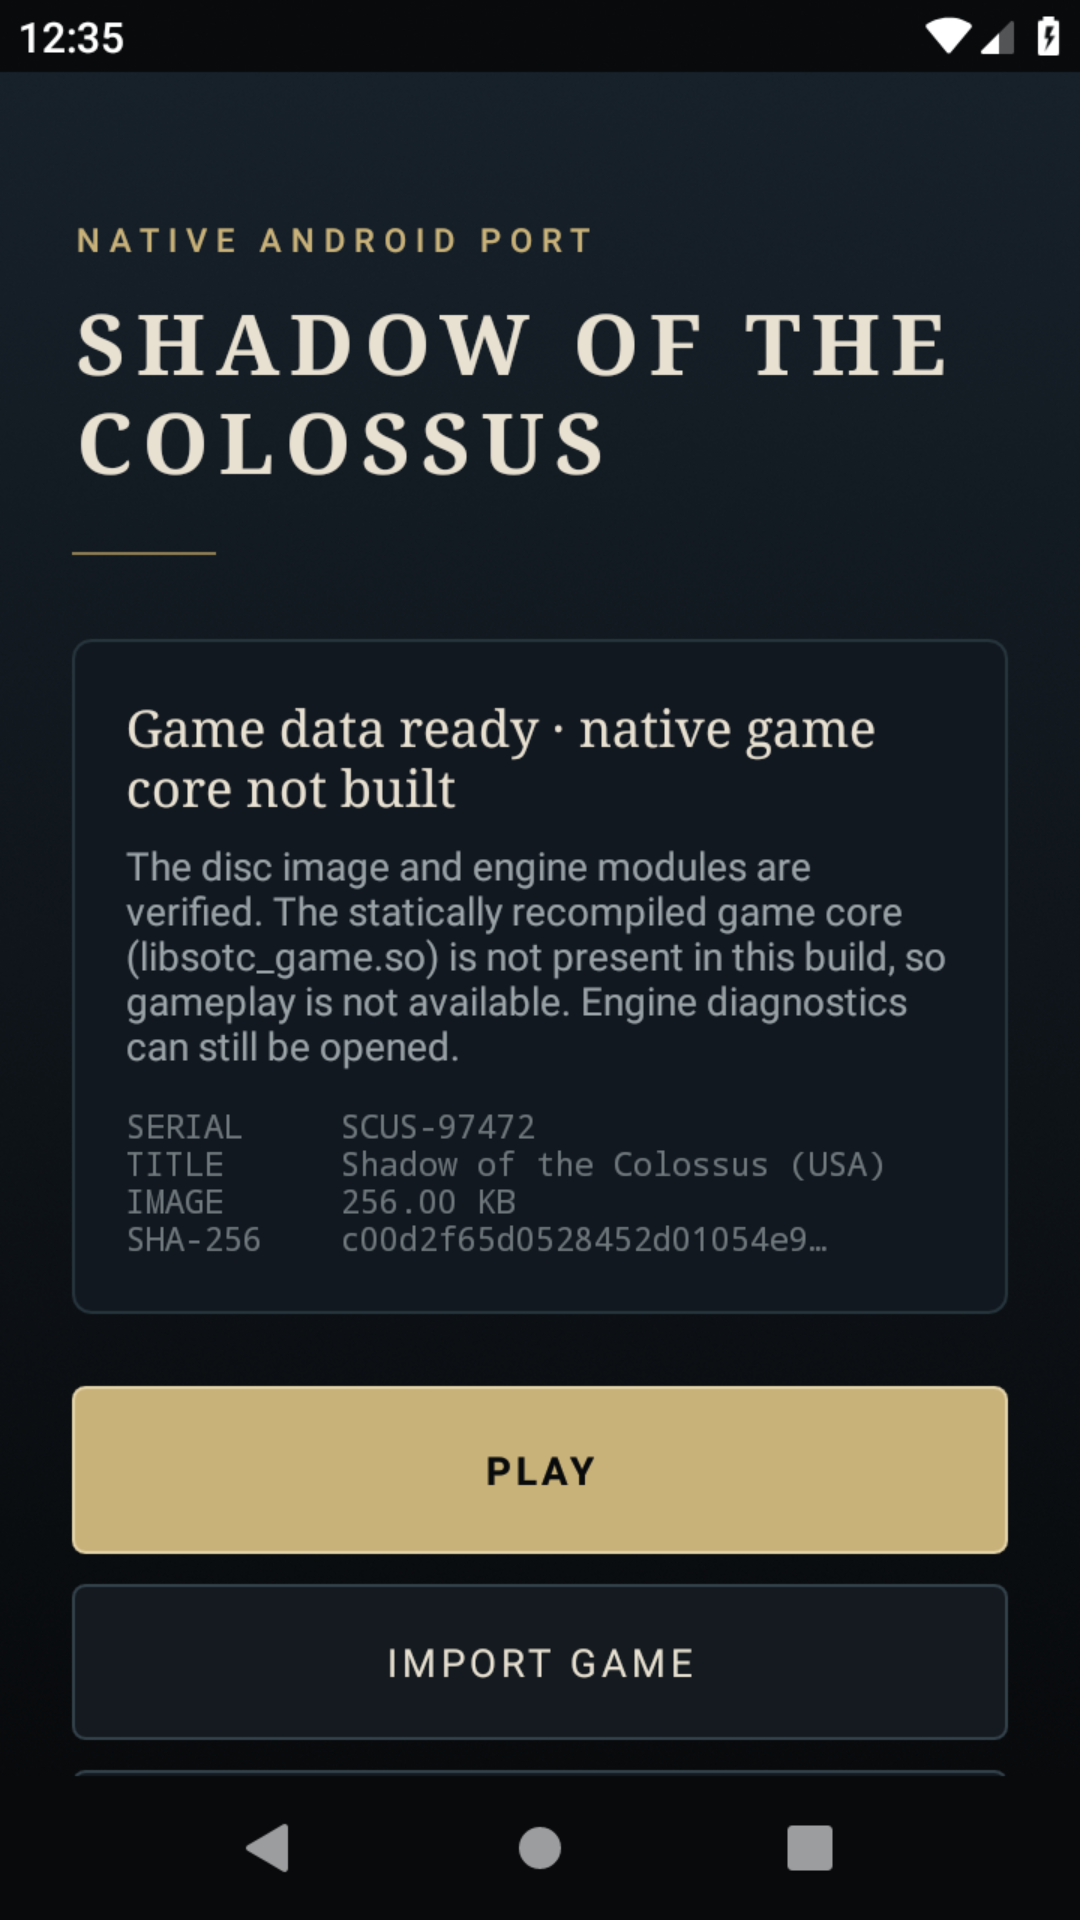 12:35
NATIVE ANDROID PORT
SHADOW OF THE
COLOSSUS
Game data ready · native game
core not built
The disc image and engine modules are
verified. The statically recompiled game core
(libsotc_game.so) is not present in this build, so
gameplay is not available. Engine diagnostics
can still be opened.
SERIAL SCUS-97472
TITLE Shadow of the Colossus (USA)
IMAGE 256.00 KB
SHA-256 c00d2f65d0528452d01054e9…
PLAY
IMPORT GAME